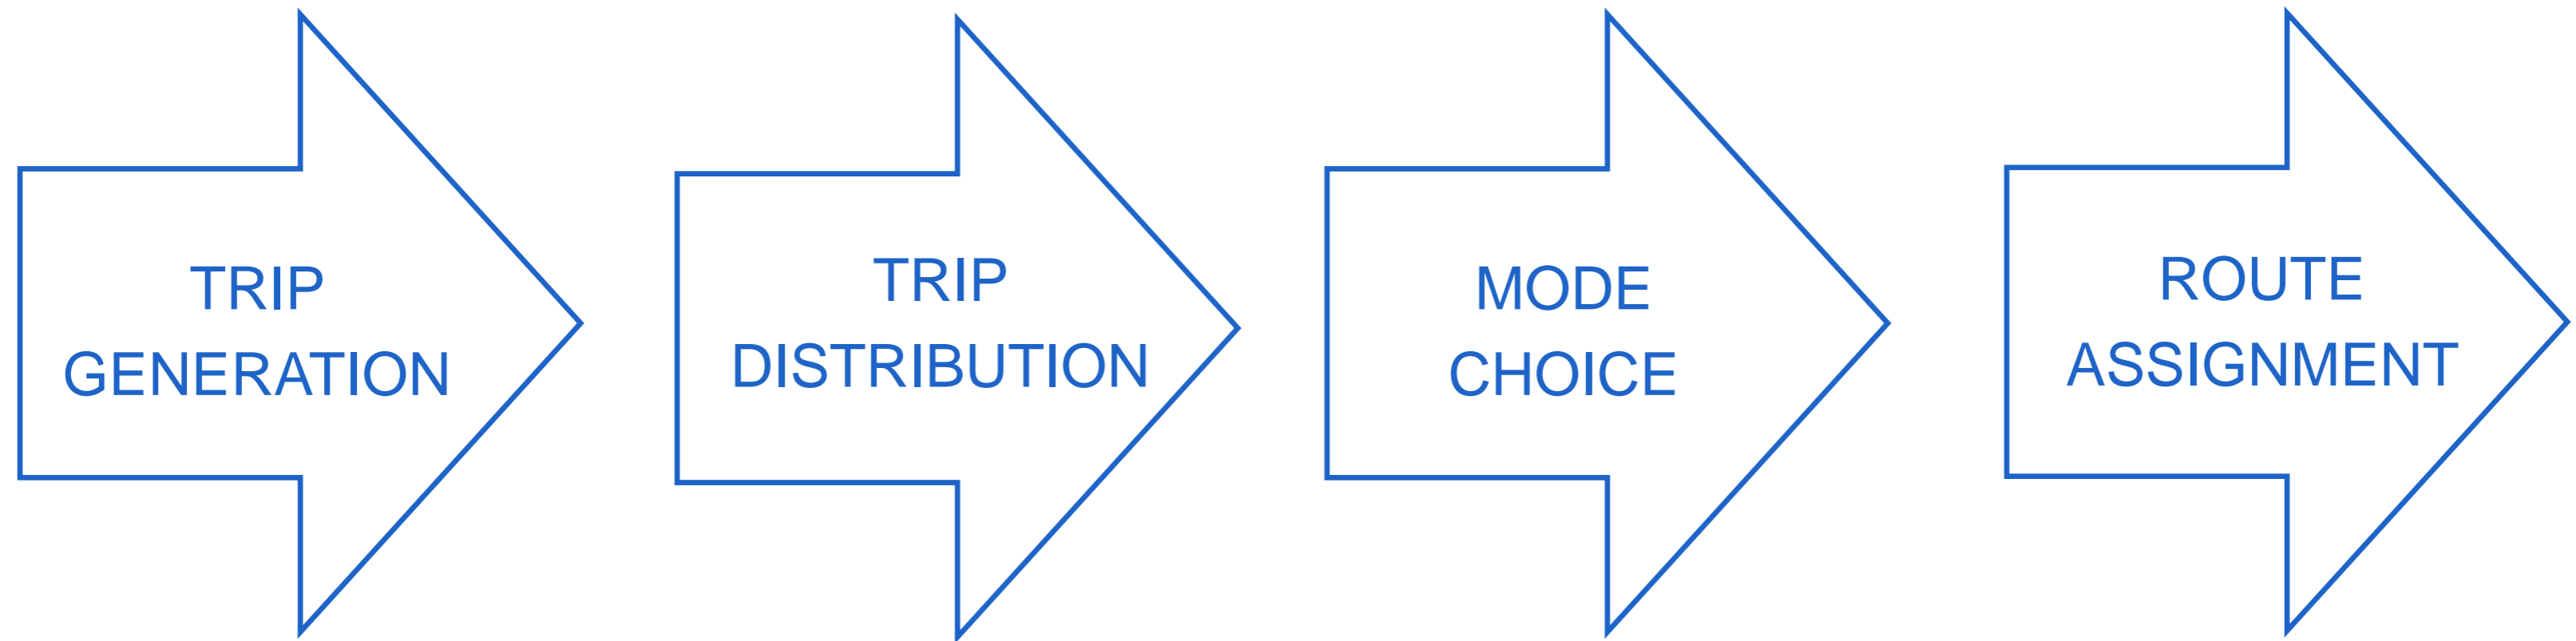 TRIP
GENERATION
TRIP
DISTRIBUTION
MODE
CHOICE
ROUTE
ASSIGNMENT